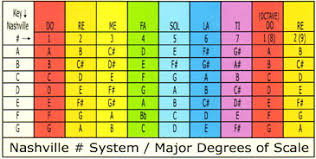 Key ↓ DO RE ME FA SOL LA TI (OCTAVE) DO RE
Nashville
# → 1 2 3 4 5 6 7 1 (8) 2 (9)
A A B C# D E F# G# A B
B B C# D# E F# G# A# B C#
C C D E F G A B C D
D D E F# G A B C# D E
E E F# G# A B C# D# E F#
F F G A Bb C D E F G
G G A B C D E F# G A
Nashville # System / Major Degrees of Scale